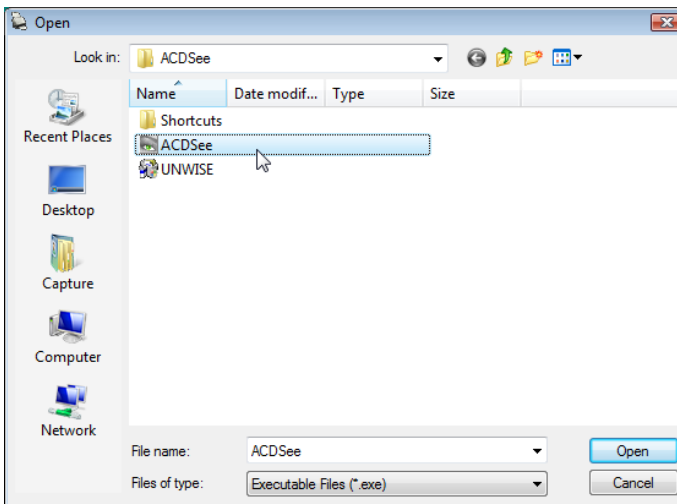 Open
Look in: ACDSee
Name Date modif... Type Size
Recent Places
Shortcuts
ACDSee
UNWISE
Desktop
Capture
Computer
Network
File name: ACDSee Open
Files of type: Executable Files (*.exe) Cancel